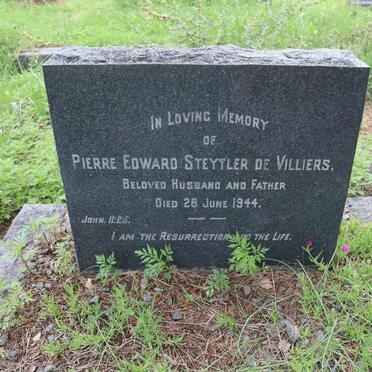 In Loving Memory
of
Pierre Edward Steytler de Villiers,
Beloved Husband and Father
Died 28 June 1944.
John. 11:25.
I am the Resurrection and the Life.